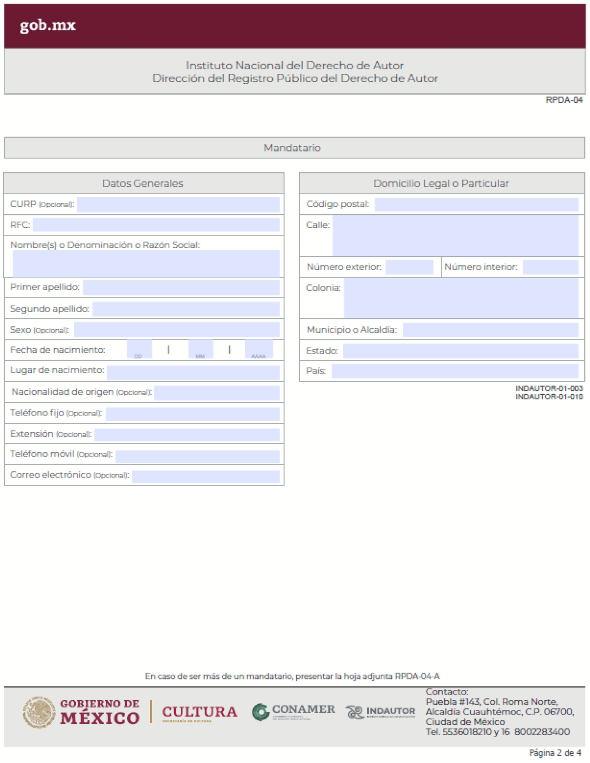 gob.mx
Instituto Nacional del Derecho de Autor
Dirección del Registro Público del Derecho de Autor
RPDA-04
Mandatario
Datos Generales
CURP (Opcional):
RFC:
Nombre(s) o Denominación o Razón Social:
Primer apellido:
Segundo apellido:
Sexo (Opcional):
Fecha de nacimiento: | |
DD MM AAAA
Lugar de nacimiento:
Nacionalidad de origen (Opcional):
Teléfono fijo (Opcional):
Extensión (Opcional):
Teléfono móvil (Opcional):
Correo electrónico (Opcional):
Domicilio Legal o Particular
Código postal:
Calle:
Número exterior: Número interior:
Colonia:
Municipio o Alcaldía:
Estado:
País:
INDAUTOR-01-003
INDAUTOR-01-010
En caso de ser más de un mandatario, presentar la hoja adjunta RPDA-04-A
GOBIERNO DE
MÉXICO
CULTURA
SECRETARÍA DE CULTURA
CONAMER
INDAUTOR
Contacto:
Puebla #143, Col. Roma Norte,
Alcaldía Cuauhtémoc, C.P. 06700,
Ciudad de México
Tel. 5536018210 y 16 8002283400
Página 2 de 4